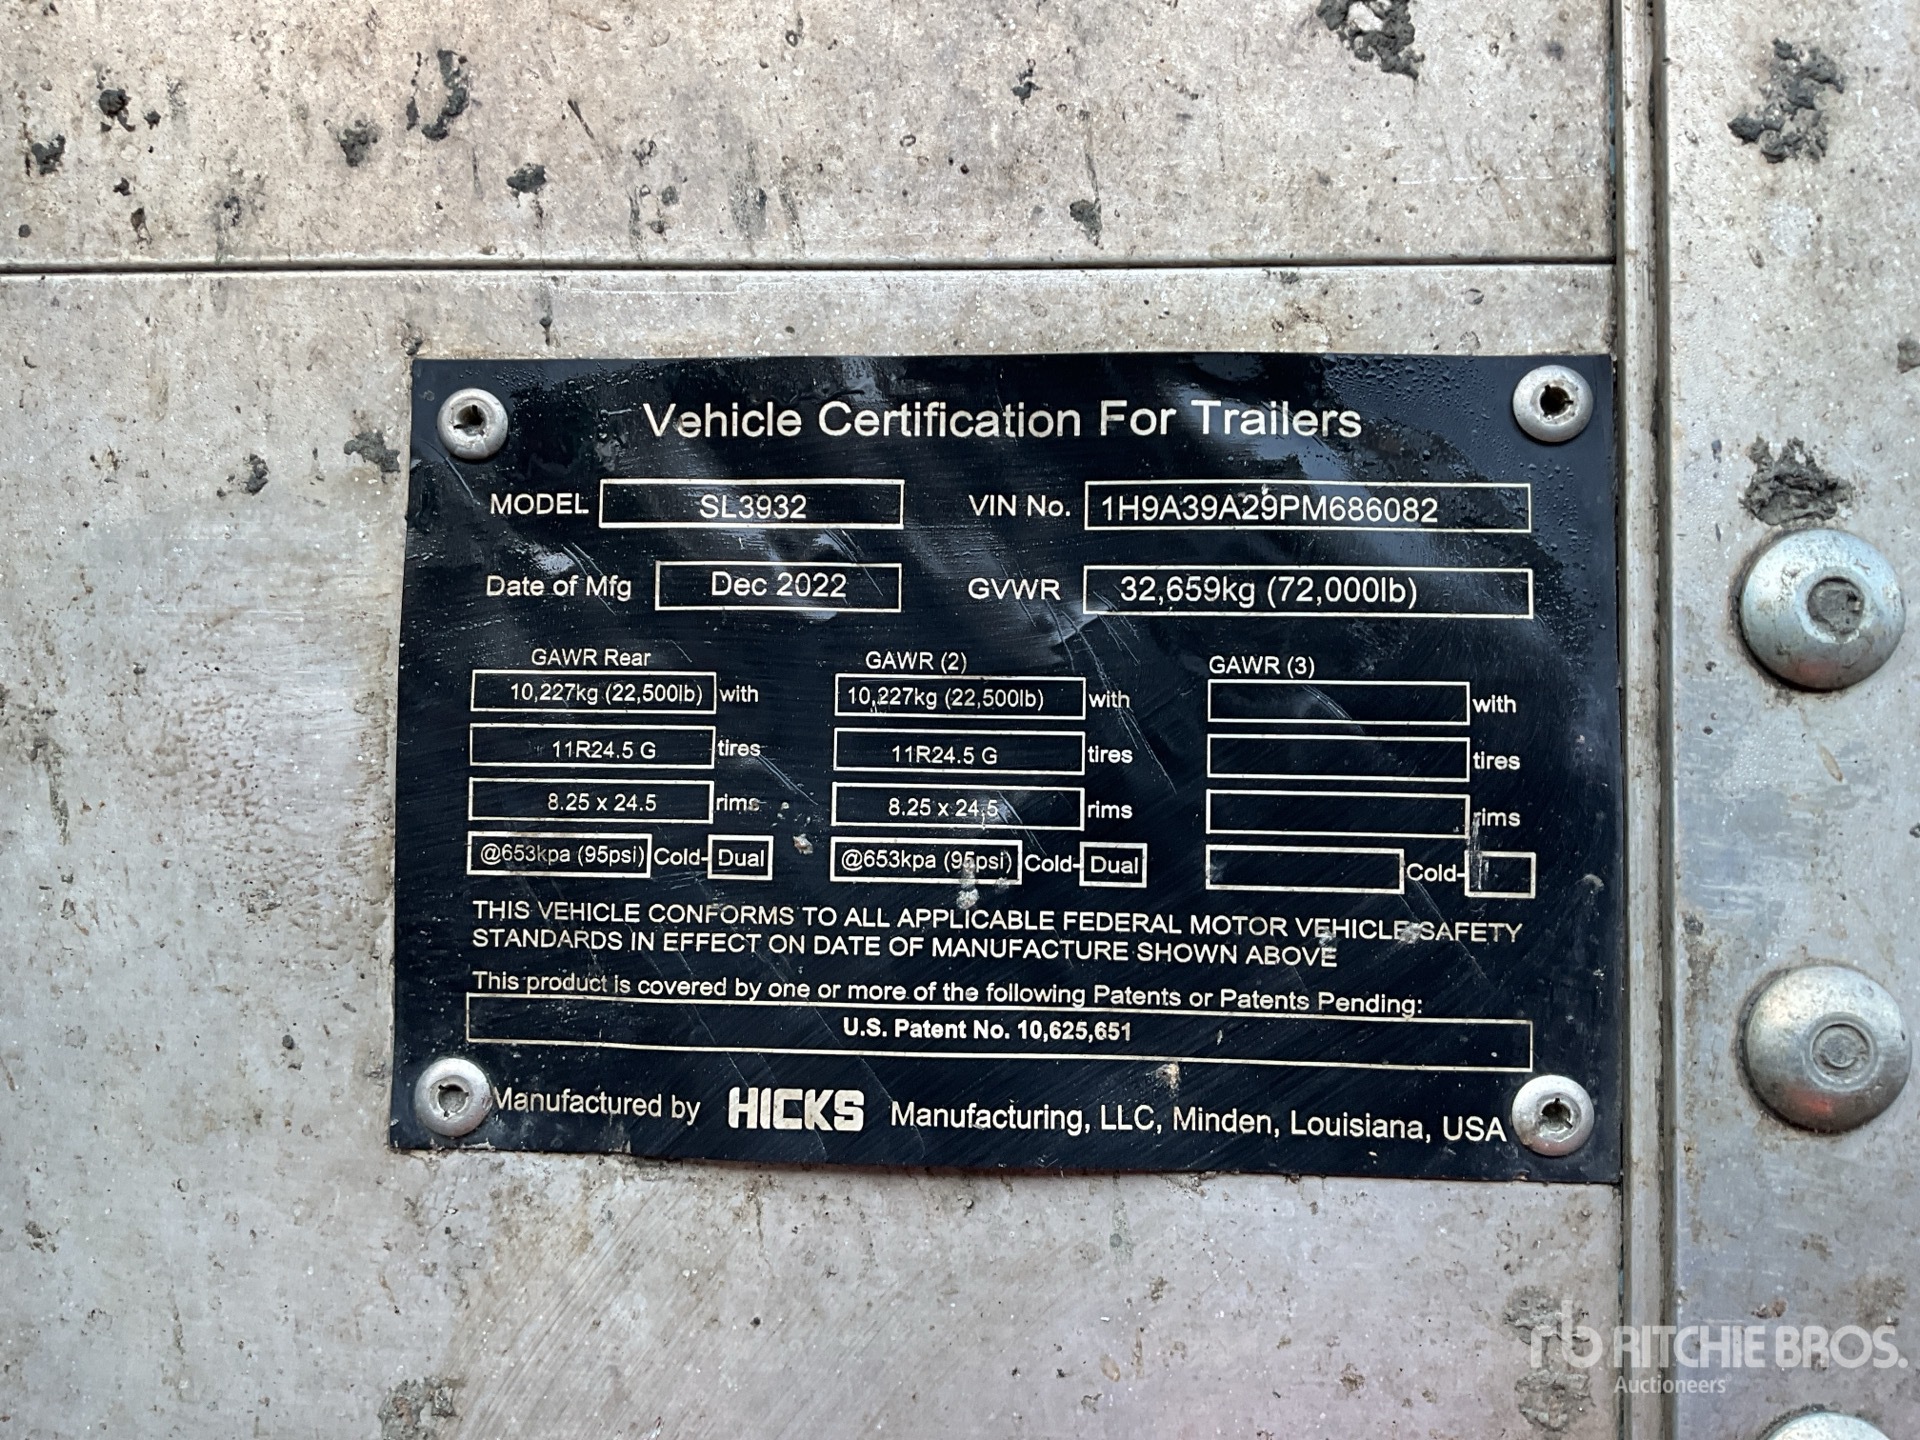 Vehicle Certification For Trailers
MODEL SL3932 VIN No. 1H9A39A29PM686082
Date of Mfg Dec 2022 GVWR 32,659kg (72,000lb)
GAWR Rear GAWR (2) GAWR (3)
10,227kg (22,500lb) with 10,227kg (22,500lb) with with
11R24.5 G tires 11R24.5 G tires tires
8.25 x 24.5 rims 8.25 x 24.5 rims rims
@653kpa (95psi) Cold- Dual @653kpa (95psi) Cold- Dual Cold-
THIS VEHICLE CONFORMS TO ALL APPLICABLE FEDERAL MOTOR VEHICLE SAFETY
STANDARDS IN EFFECT ON DATE OF MANUFACTURE SHOWN ABOVE
This product is covered by one or more of the following Patents or Patents Pending:
U.S. Patent No. 10,625,651
Manufactured by HICKS Manufacturing, LLC, Minden, Louisiana, USA
rb RITCHIE BROS.
Auctioneers